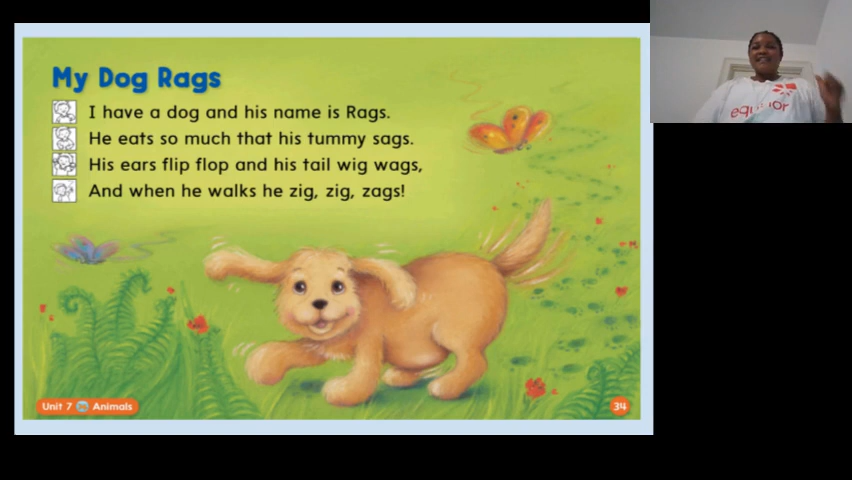 My Dog Rags
I have a dog and his name is Rags.
He eats so much that his tummy sags.
His ears flip flop and his tail wig wags,
And when he walks he zig, zig, zags!
Unit 7 Animals
34